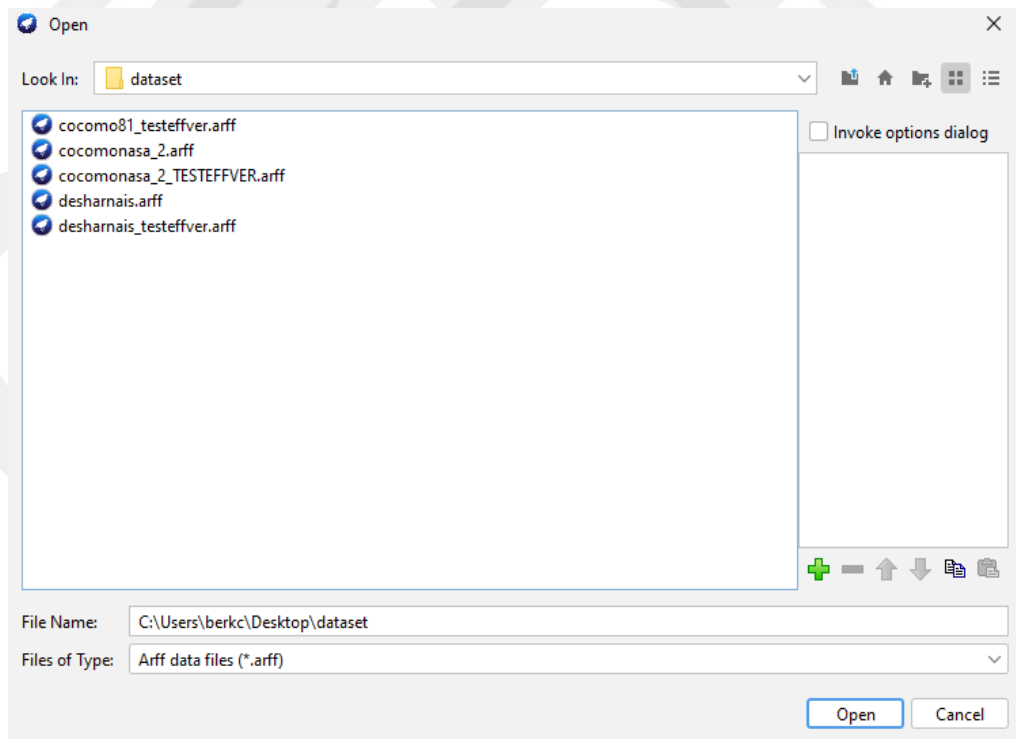 Open
Look In: dataset
cocomo81_testeffver.arff
cocomonasa_2.arff
cocomonasa_2_TESTEFFVER.arff
desharnais.arff
desharnais_testeffver.arff
Invoke options dialog
File Name: C:\Users\berkc\Desktop\dataset
Files of Type: Arff data files (*.arff)
Open Cancel